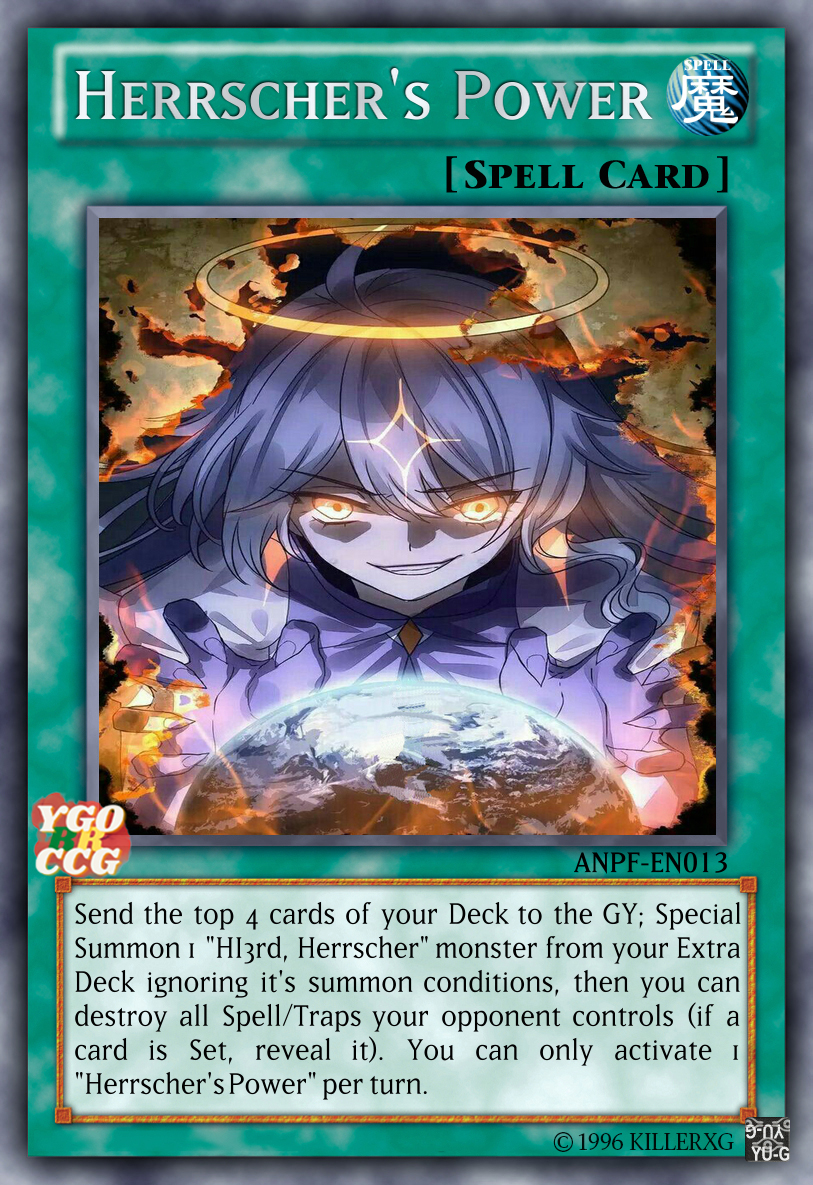 Herrscher's Power
SPELL
魔
[Spell Card]
YGO
BR
CCG
ANPF-EN013
Send the top 4 cards of your Deck to the GY; Special
Summon 1 "HI3rd, Herrscher" monster from your Extra
Deck ignoring it's summon conditions, then you can
destroy all Spell/Traps your opponent controls (if a
card is Set, reveal it). You can only activate 1
"Herrscher's Power" per turn.
© 1996 KILLERXG
YU-G
YU-G